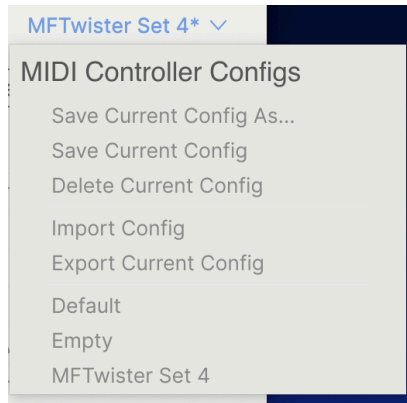 MFTwister Set 4*
MIDI Controller Configs
Save Current Config As...
Save Current Config
Delete Current Config
Import Config
Export Current Config
Default
Empty
MFTwister Set 4